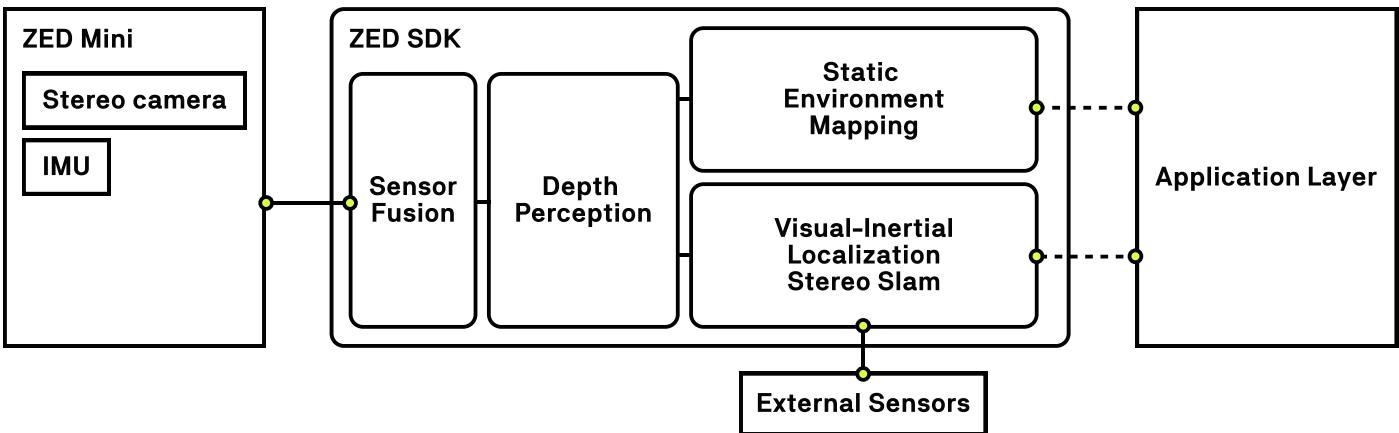 ZED Mini
Stereo camera
IMU
ZED SDK
Sensor
Fusion
Depth
Perception
Static
Environment
Mapping
Visual-Inertial
Localization
Stereo Slam
External Sensors
Application Layer